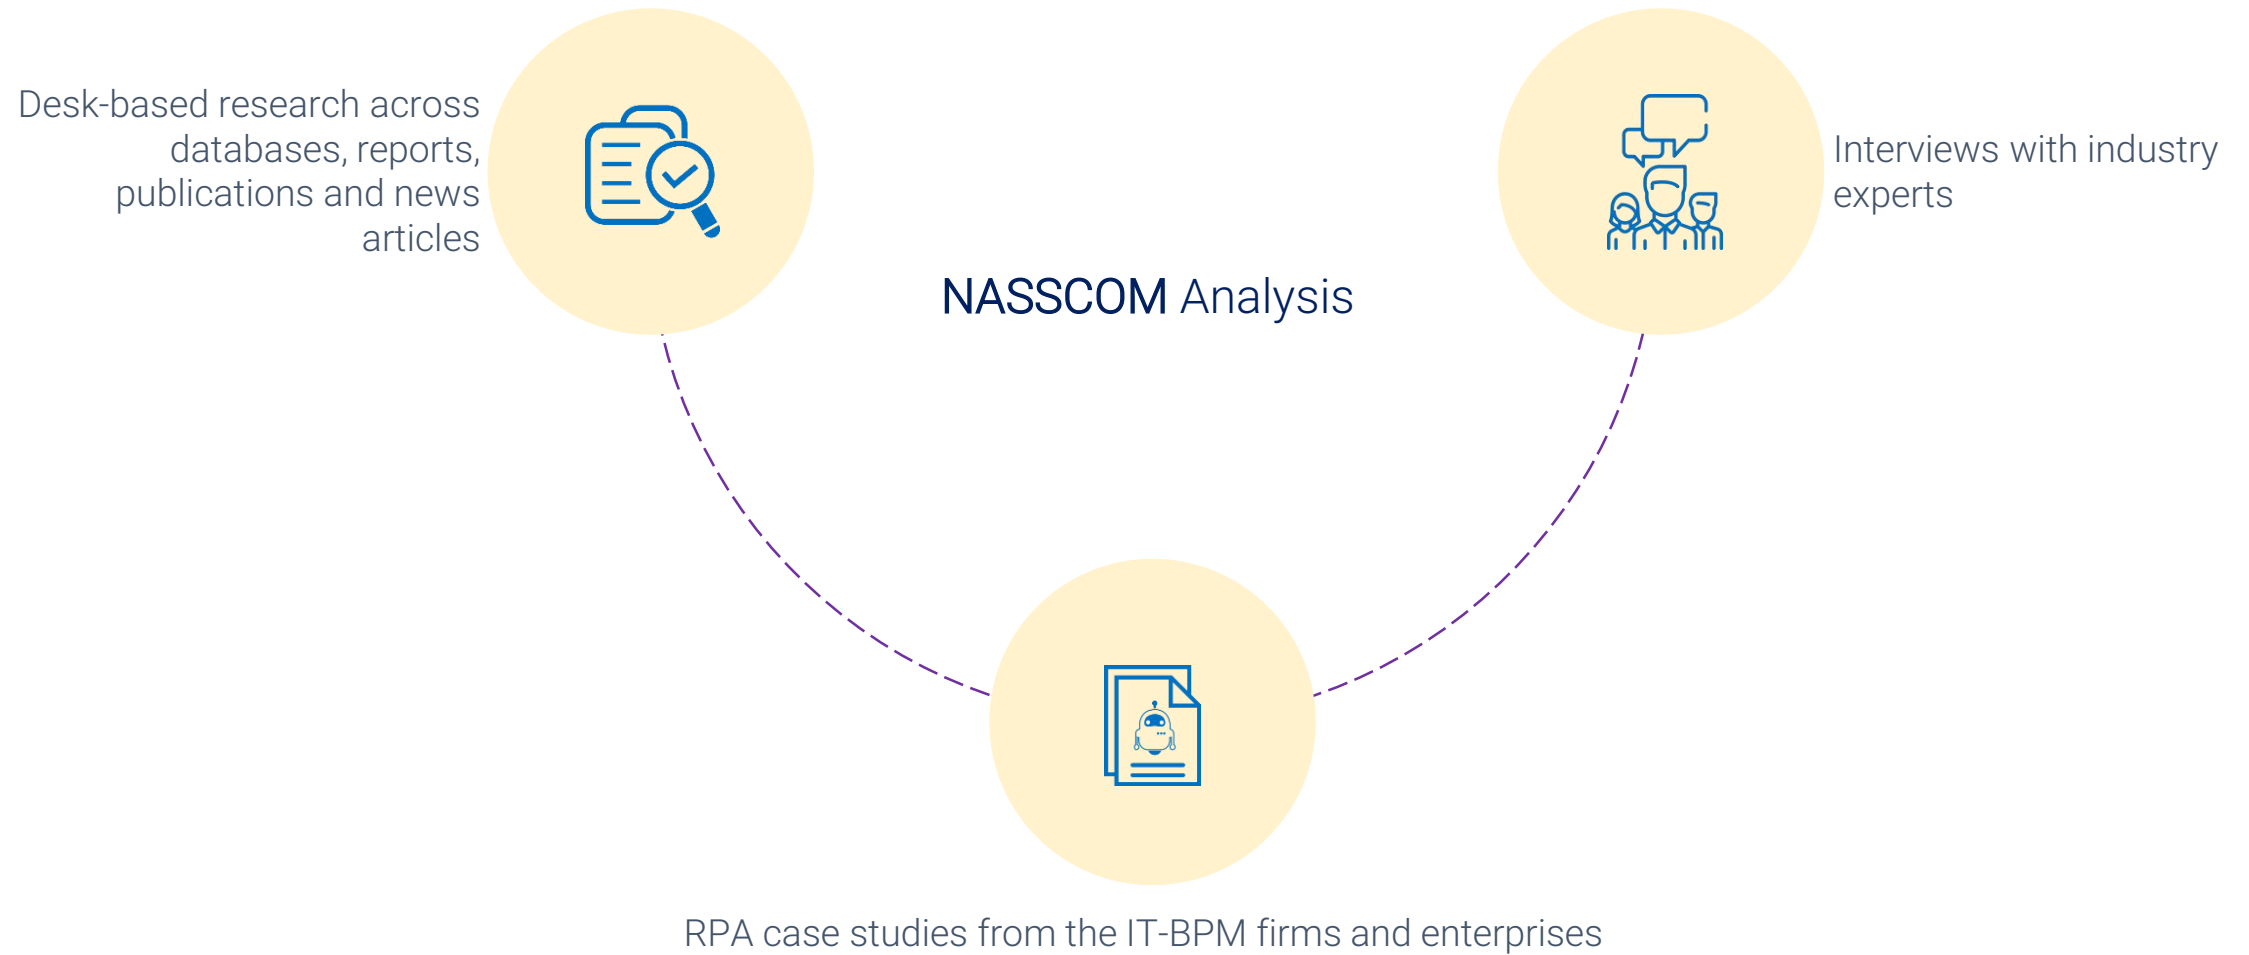 Desk-based research across
databases, reports,
publications and news
articles
Interviews with industry
experts
NASSCOM Analysis
RPA case studies from the IT-BPM firms and enterprises